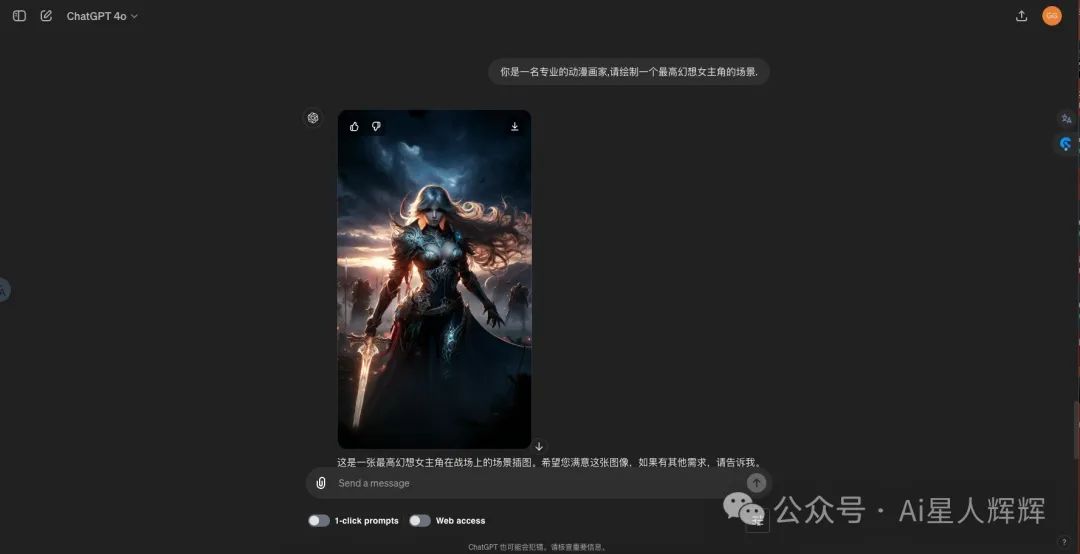 ChatGPT 4o
GG
你是一名专业的动漫画家,请绘制一个最高幻想女主角的场景.
这是一张最高幻想女主角在战场上的场景插图。希望您满意这张图像，如果有其他需求，请告诉我。
Send a message
1-click prompts
Web access
公众号 · Ai星人辉辉
ChatGPT 也可能会犯错。请核查重要信息。
?